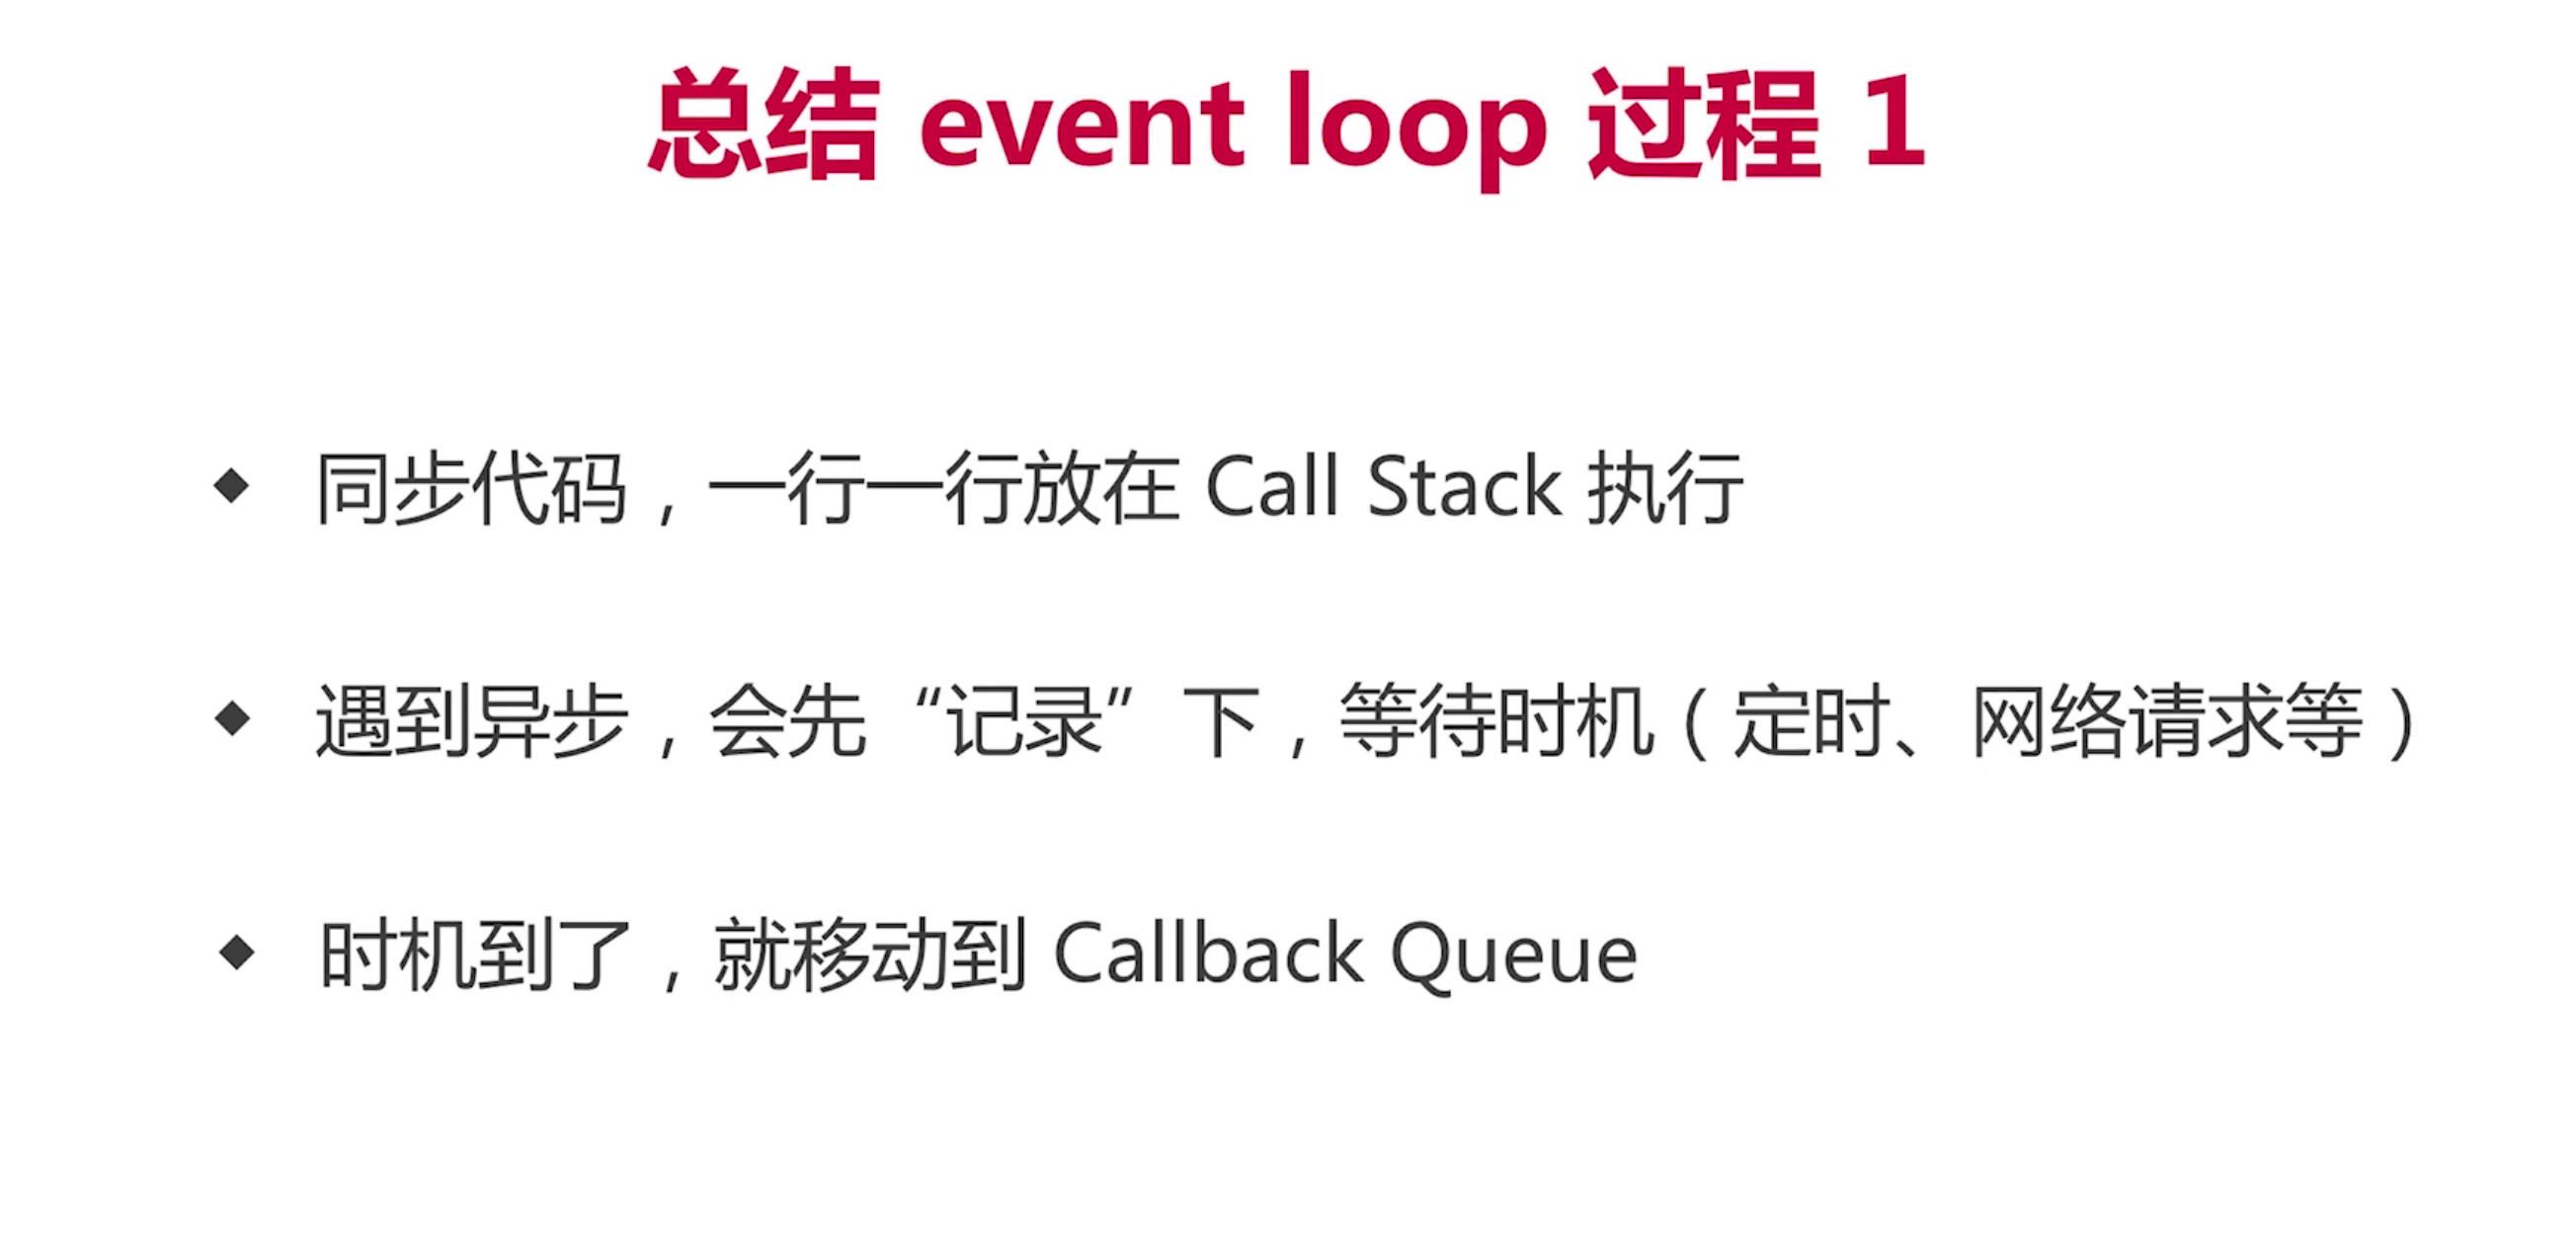 总结 event loop 过程 1
◆ 同步代码，一行一行放在 Call Stack 执行
◆ 遇到异步，会先“记录”下，等待时机（定时、网络请求等）
◆ 时机到了，就移动到 Callback Queue